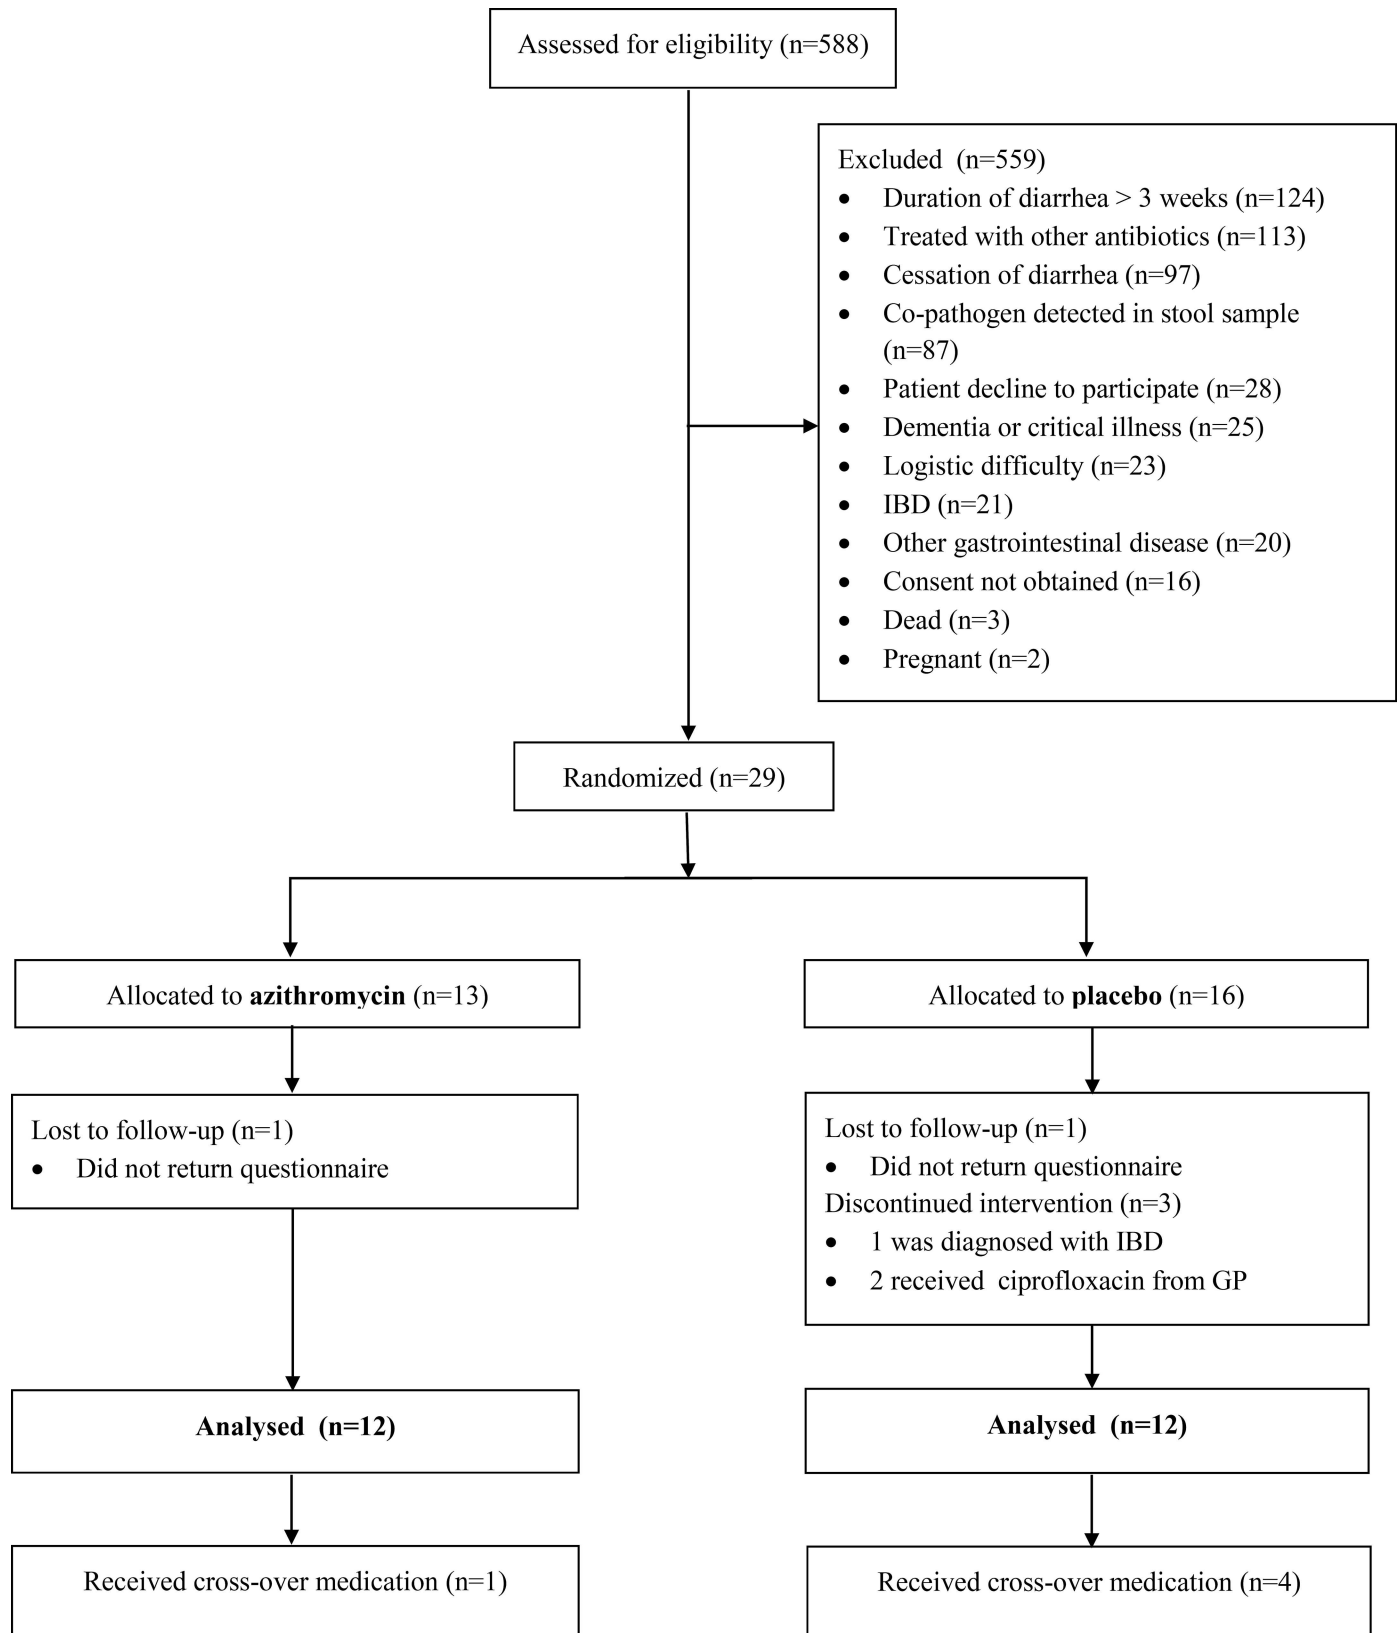 Assessed for eligibility (n=588)
Excluded  (n=559)
• Duration of diarrhea > 3 weeks (n=124)
• Treated with other antibiotics (n=113)
• Cessation of diarrhea (n=97)
• Co-pathogen detected in stool sample
(n=87)
• Patient decline to participate (n=28)
• Dementia or critical illness (n=25)
• Logistic difficulty (n=23)
• IBD (n=21)
• Other gastrointestinal disease (n=20)
• Consent not obtained (n=16)
• Dead (n=3)
• Pregnant (n=2)
Randomized (n=29)
Allocated to azithromycin (n=13)
Allocated to placebo (n=16)
Lost to follow-up (n=1)
• Did not return questionnaire
Lost to follow-up (n=1)
• Did not return questionnaire
Discontinued intervention (n=3)
• 1 was diagnosed with IBD
• 2 received  ciprofloxacin from GP
Analysed  (n=12)
Analysed  (n=12)
Received cross-over medication (n=1)
Received cross-over medication (n=4)